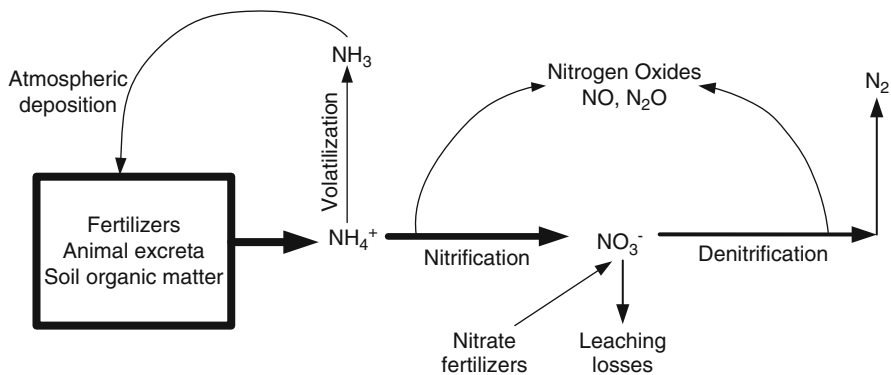 NH₃
Atmospheric
deposition
Volatilization
Nitrogen Oxides
NO, N₂O
N₂
Fertilizers
Animal excreta
Soil organic matter
NH₄⁺
Nitrification
NO₃⁻
Denitrification
Nitrate
fertilizers
Leaching
losses